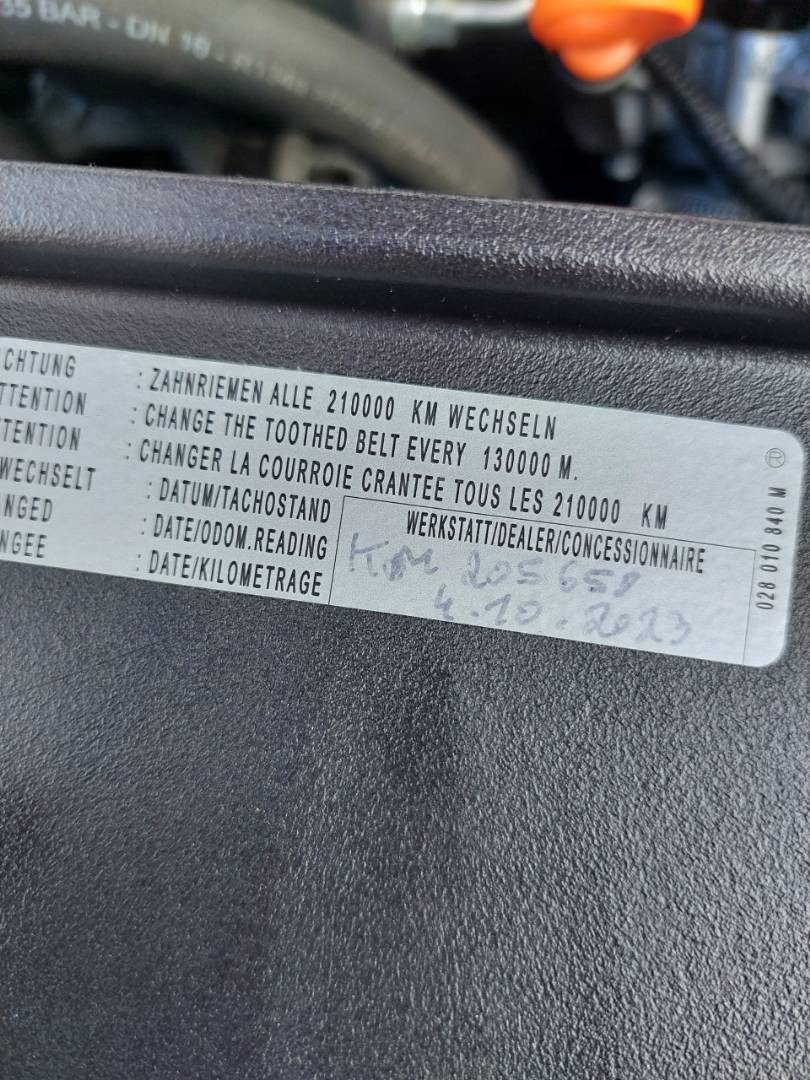 35 BAR - DN 16 -
CHTUNG : ZAHNRIEMEN ALLE 210000 KM WECHSELN
TTENTION : CHANGE THE TOOTHED BELT EVERY 130000 M.
TENTION : CHANGER LA COURROIE CRANTEE TOUS LES 210000 KM
WECHSELT : DATUM/TACHOSTAND
NGED : DATE/ODOM.READING
NGEE : DATE/KILOMETRAGE
WERKSTATT/DEALER/CONCESSIONNAIRE
KM 205658
4.10.2023
028 010 840 M ®